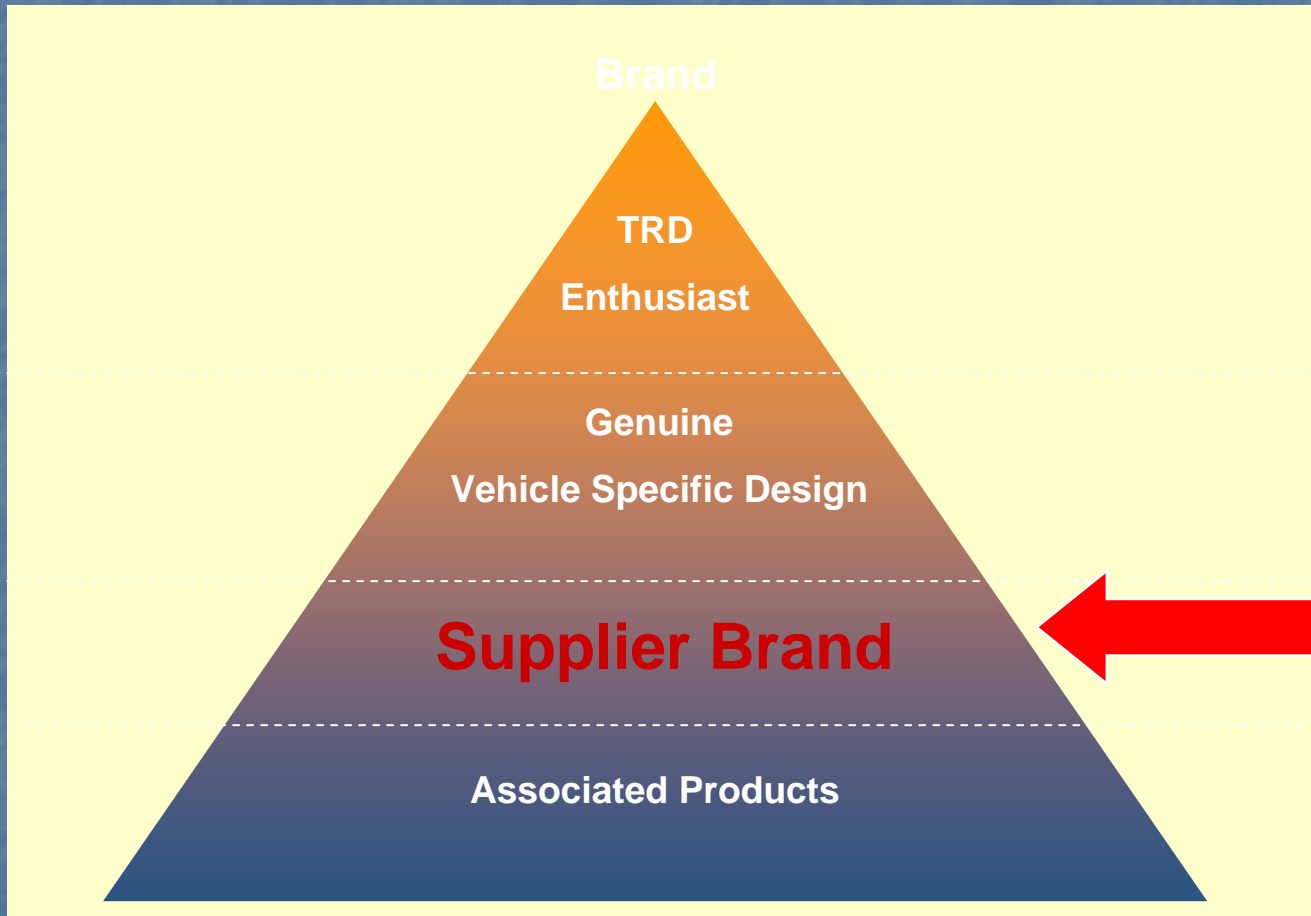 Brand
TRD
Enthusiast
Genuine
Vehicle Specific Design
Supplier Brand
Associated Products